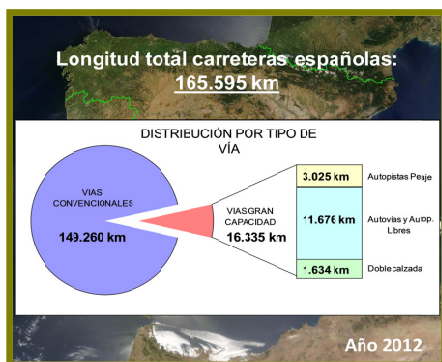 Longitud total carreteras españolas:
165.595 km
DISTRIBUCIÓN POR TIPO DE
VÍA
VIAS
CONVENCIONALES
149.260 km
VIAS GRAN
CAPACIDAD
16.335 km
3.025 km
Autopistas Peaje
11.676 km
Autovías y Autop.
Libres
1.634 km
Doble calzada
Año 2012